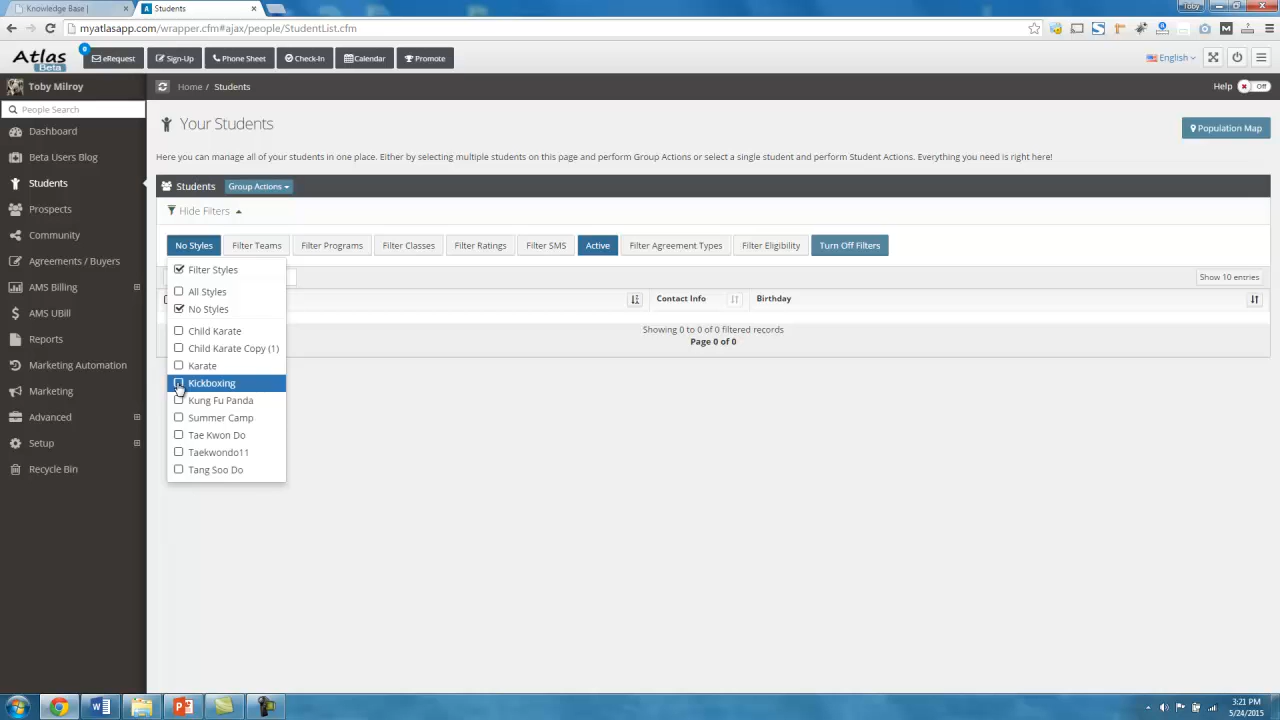 Knowledge Base |
Students
Toby
myatlasapp.com/wrapper.cfm#ajax/people/StudentList.cfm
Atlas
Beta
0
eRequest
Sign-Up
Phone Sheet
Check-In
Calendar
Promote
English
Toby Milroy
Home / Students
Help
Off
People Search
Dashboard
Beta Users Blog
Students
Prospects
Community
Agreements / Buyers
AMS Billing
AMS UBill
Reports
Marketing Automation
Marketing
Advanced
Setup
Recycle Bin
Your Students
Population Map
Here you can manage all of your students in one place. Either by selecting multiple students on this page and perform Group Actions or select a single student and perform Student Actions. Everything you need is right here!
Students
Group Actions
Hide Filters
No Styles
Filter Teams
Filter Programs
Filter Classes
Filter Ratings
Filter SMS
Active
Filter Agreement Types
Filter Eligibility
Turn Off Filters
Filter Styles
All Styles
No Styles
Child Karate
Child Karate Copy (1)
Karate
Kickboxing
Kung Fu Panda
Summer Camp
Tae Kwon Do
Taekwondo11
Tang Soo Do
Show 10 entries
Contact Info
Birthday
Showing 0 to 0 of 0 filtered records
Page 0 of 0
3:21 PM
5/24/2015